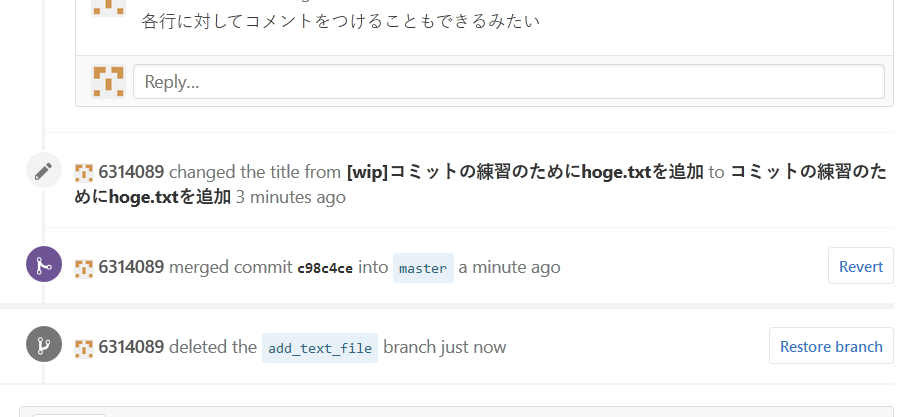 各行に対してコメントをつけることもできるみたい
Reply...
6314089 changed the title from [wip]コミットの練習のためにhoge.txtを追加 to コミットの練習のた
めにhoge.txtを追加 3 minutes ago
6314089 merged commit c98c4ce into master a minute ago Revert
6314089 deleted the add_text_file branch just now Restore branch